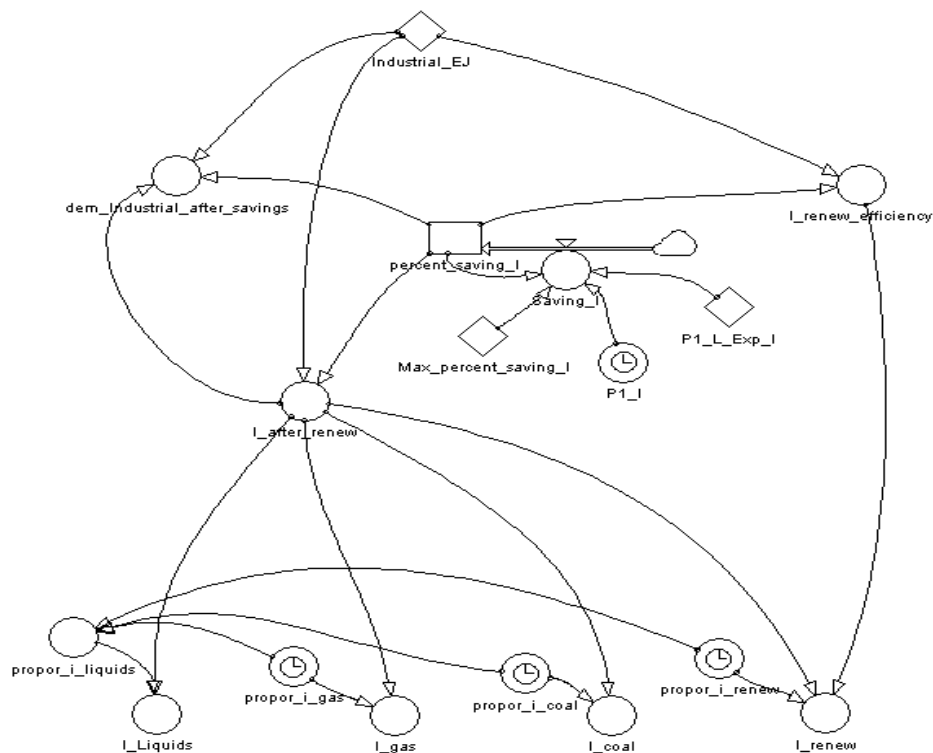 Industrial_EJ
dem_Industrial_after_savings
I_renew_efficiency
percent_saving_I
Saving_I
P1_L_Exp_I
Max_percent_saving_I
P1_I
I_after_renew
propor_i_liquids
propor_i_gas
propor_i_coal
propor_i_renew
I_Liquids
I_gas
I_coal
I_renew